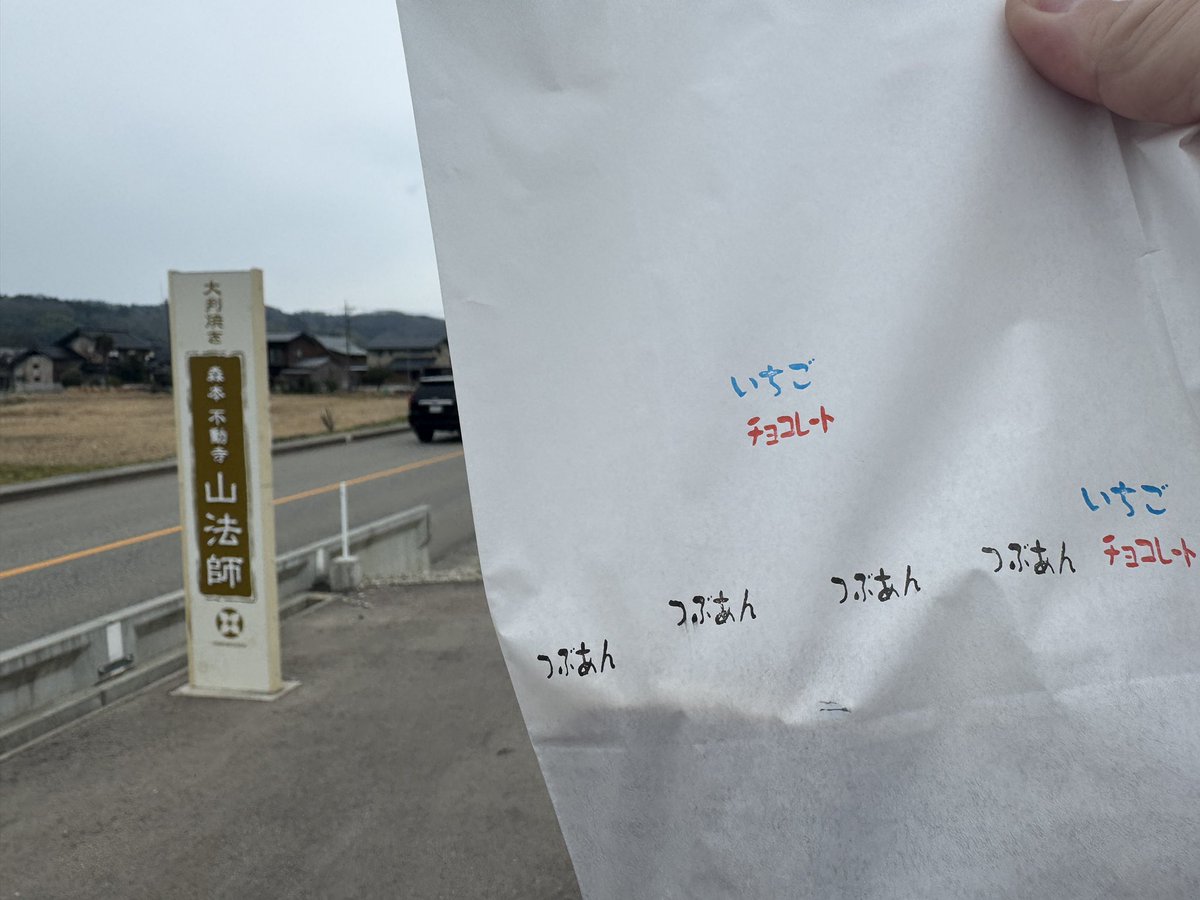 大判焼き
森本 不動寺
山法師
いちご
チョコレート
いちご
チョコレート
つぶあん
つぶあん
つぶあん
つぶあん